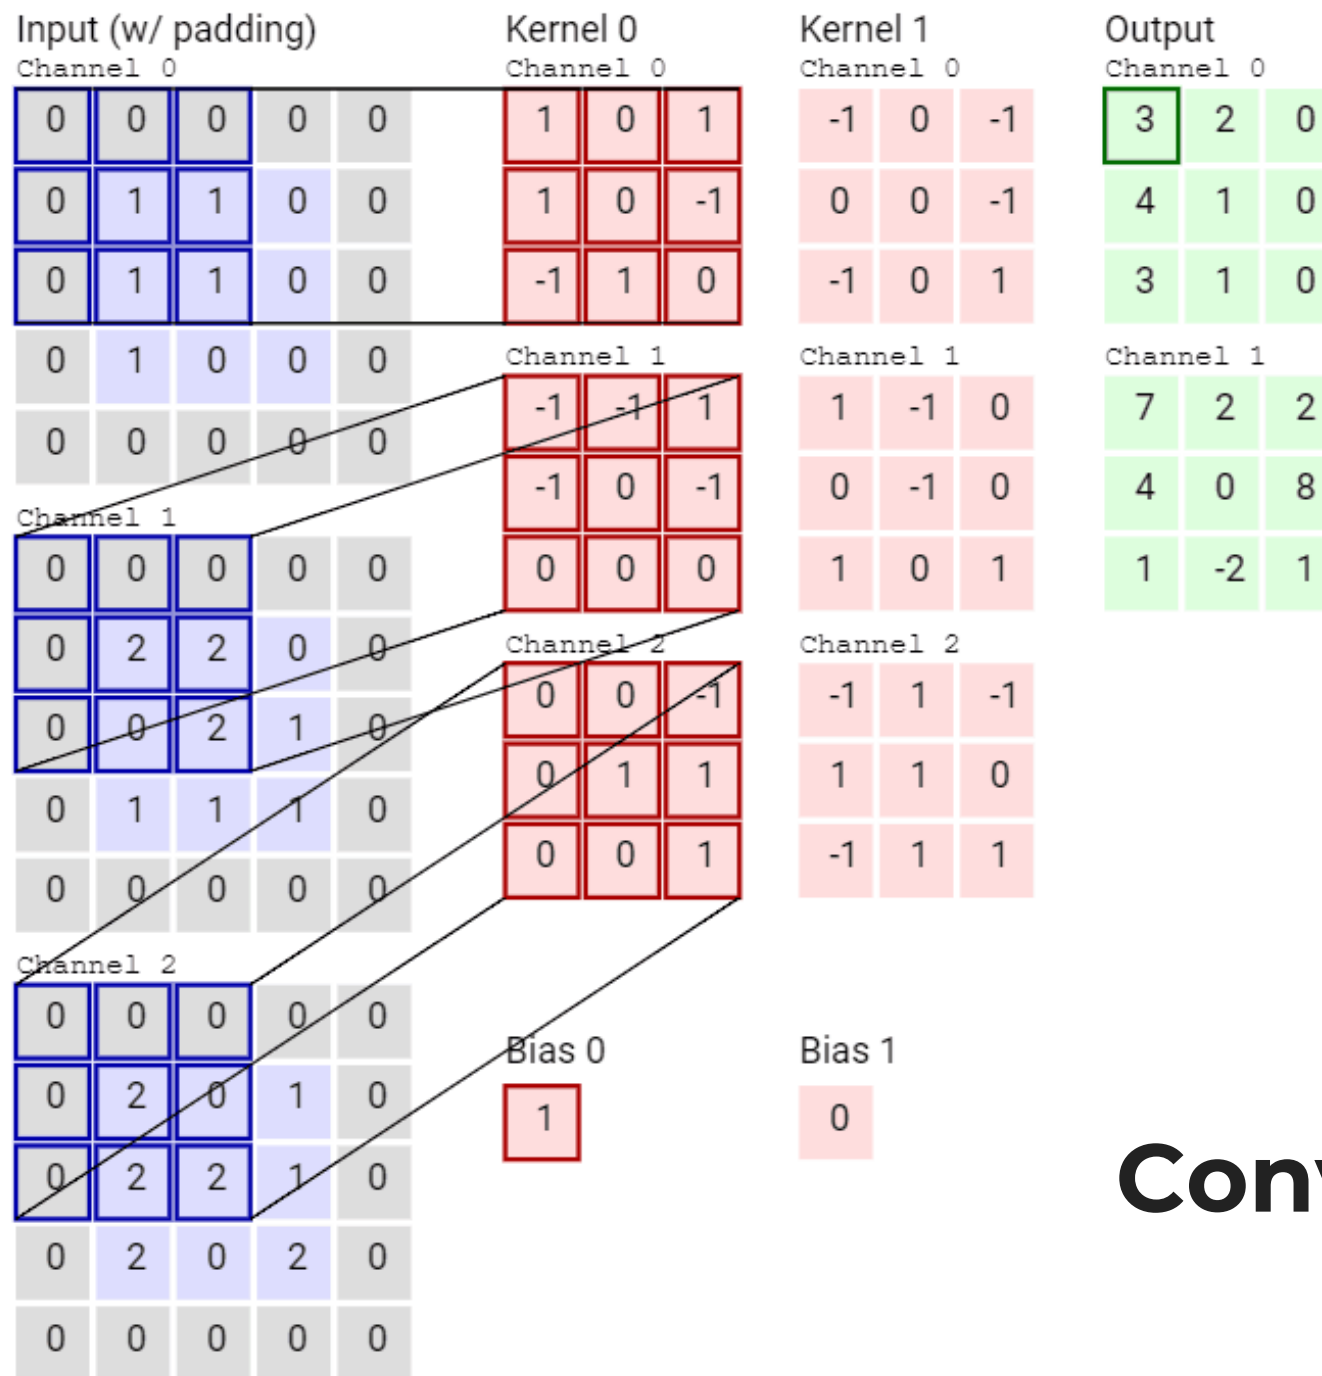 Input (w/ padding)
Channel 0
0 0 0 0 0
0 1 1 0 0
0 1 1 0 0
0 1 0 0 0
0 0 0 0 0
Channel 1
0 0 0 0 0
0 2 2 0 0
0 0 2 1 0
0 1 1 1 0
0 0 0 0 0
Channel 2
0 0 0 0 0
0 2 0 1 0
0 2 2 1 0
0 2 0 2 0
0 0 0 0 0
Kernel 0
Channel 0
1 0 1
1 0 -1
-1 1 0
Channel 1
-1 -1 1
-1 0 -1
0 0 0
Channel 2
0 0 -1
0 1 1
0 0 1
Bias 0
1
Kernel 1
Channel 0
-1 0 -1
0 0 -1
-1 0 1
Channel 1
1 -1 0
0 -1 0
1 0 1
Channel 2
-1 1 -1
1 1 0
-1 1 1
Bias 1
0
Output
Channel 0
3 2 0
4 1 0
3 1 0
Channel 1
7 2 2
4 0 8
1 -2 1